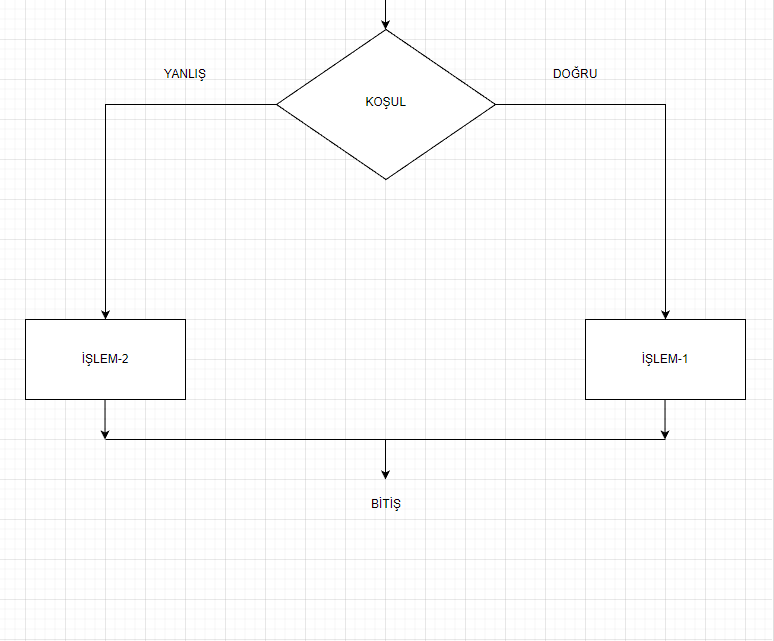 YANLIŞ
DOĞRU
KOŞUL
İŞLEM-2
İŞLEM-1
BİTİŞ